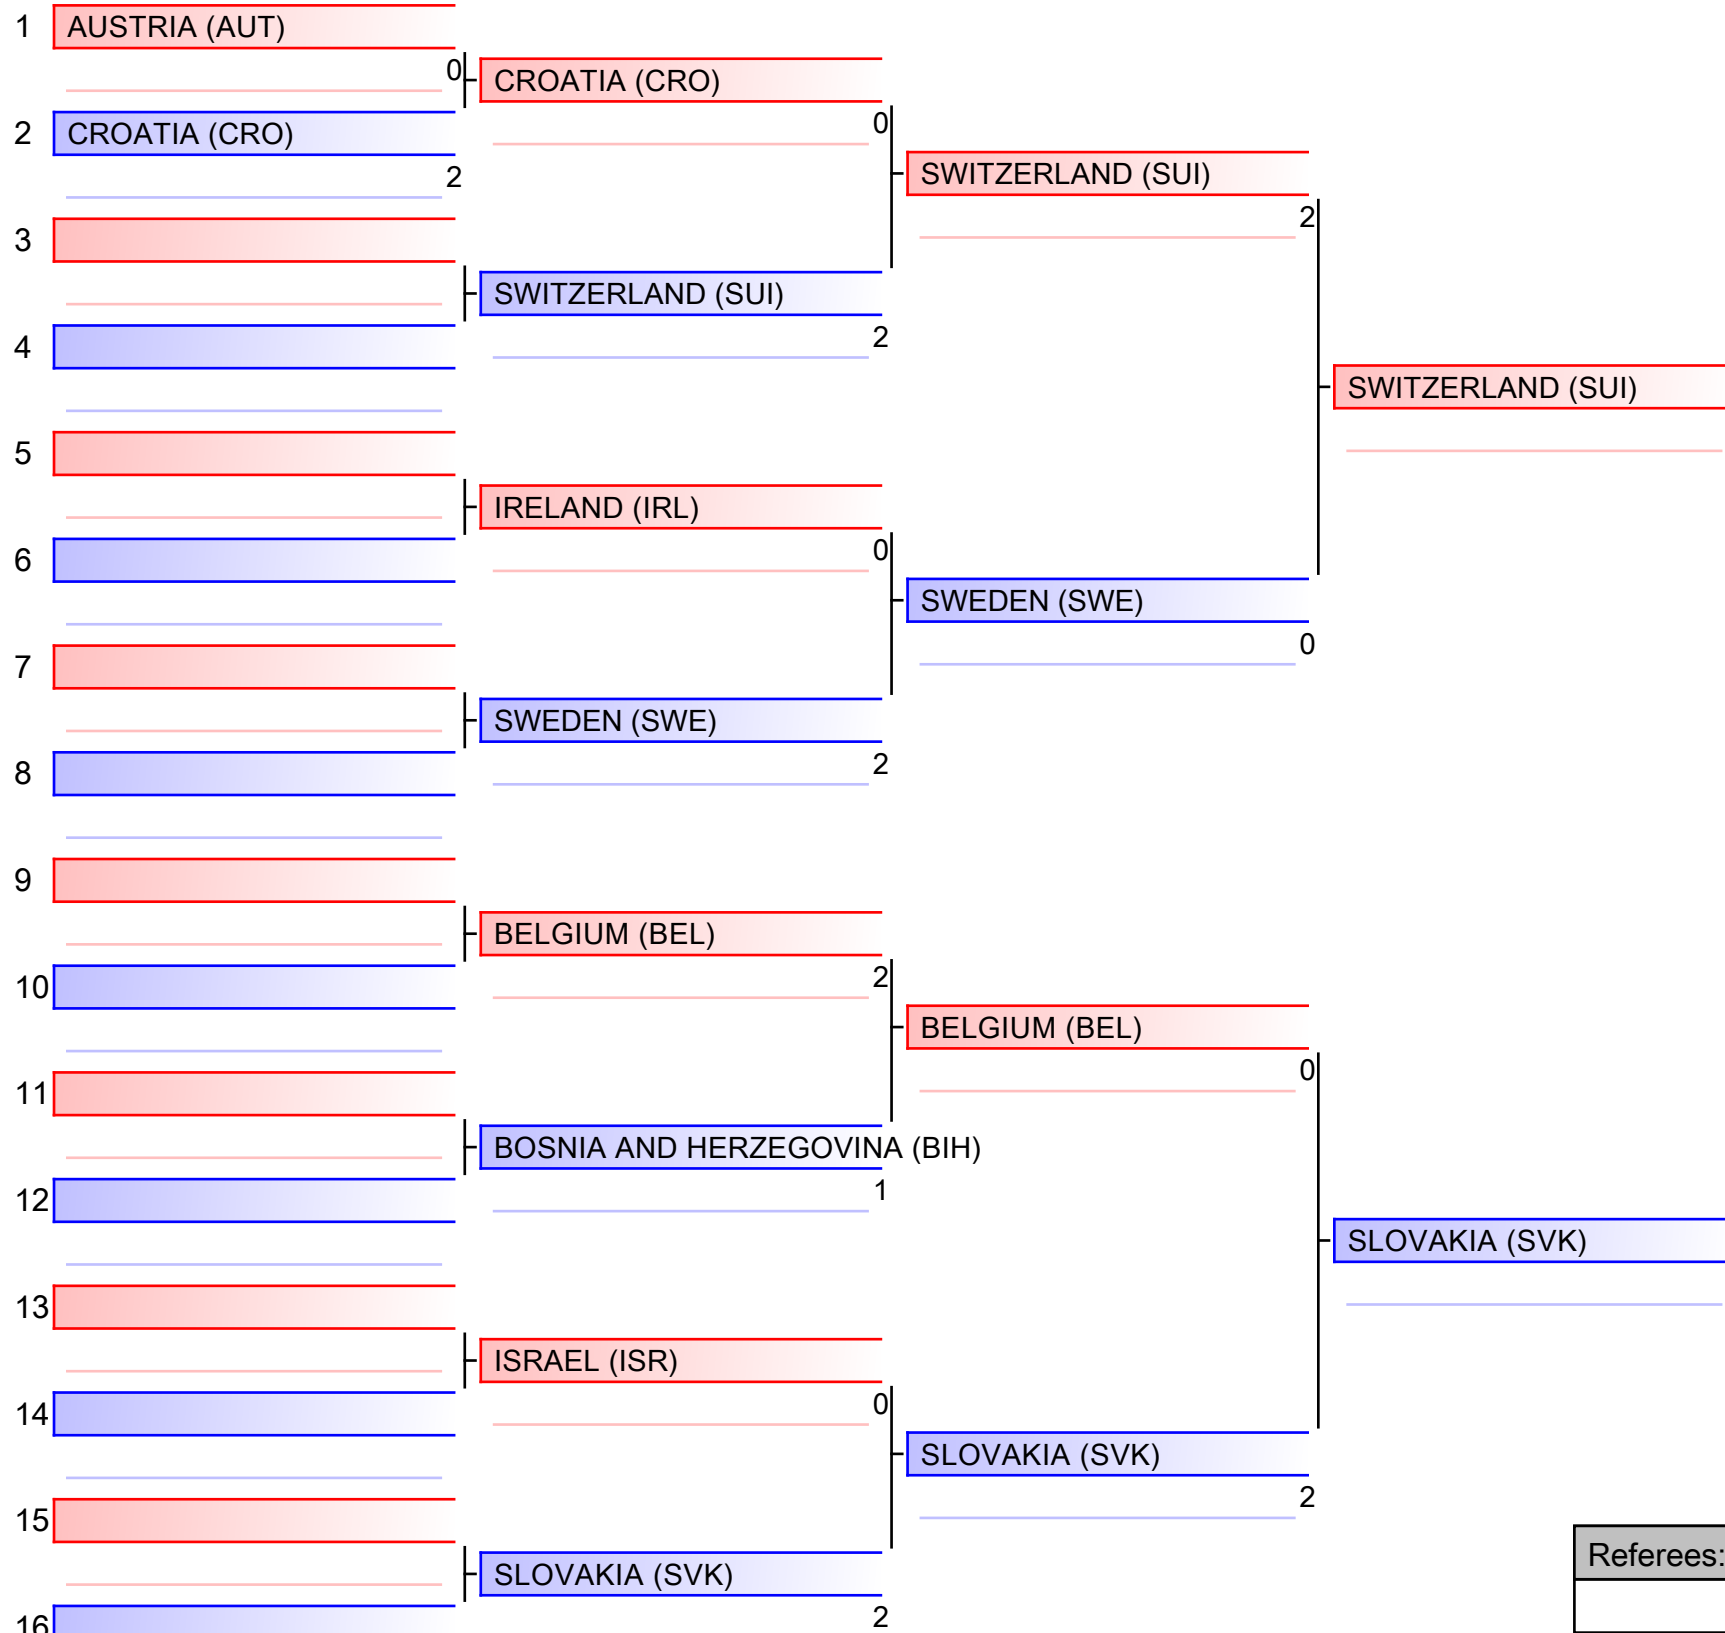 1 AUSTRIA (AUT)
0
CROATIA (CRO)
0
2 CROATIA (CRO)
2
SWITZERLAND (SUI)
2
3
SWITZERLAND (SUI)
2
4
SWITZERLAND (SUI)
5
IRELAND (IRL)
0
6
SWEDEN (SWE)
0
7
SWEDEN (SWE)
2
8
9
BELGIUM (BEL)
2
10
BELGIUM (BEL)
0
11
BOSNIA AND HERZEGOVINA (BIH)
1
12
SLOVAKIA (SVK)
13
ISRAEL (ISR)
0
14
SLOVAKIA (SVK)
2
15
SLOVAKIA (SVK)
2
16
Referees: